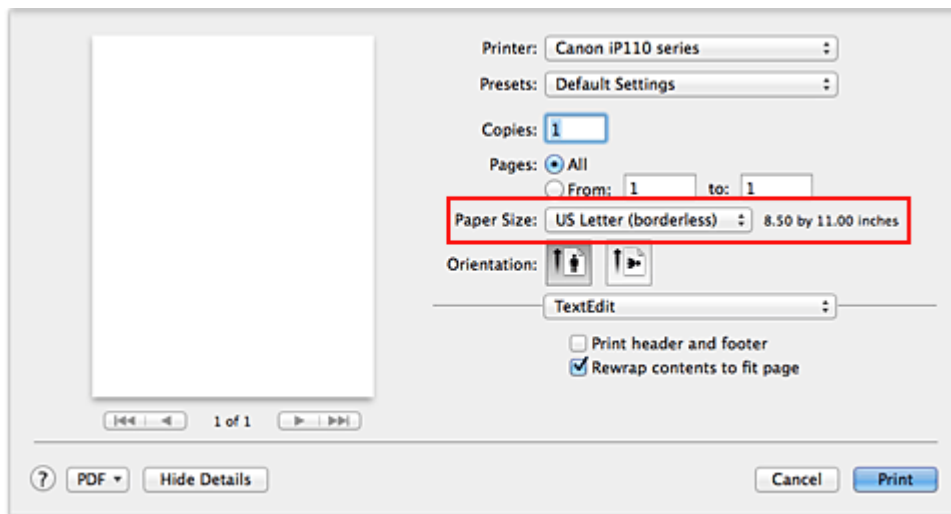 Printer: Canon iP110 series
Presets: Default Settings
Copies: 1
Pages: All
From: 1 to: 1
Paper Size: US Letter (borderless) 8.50 by 11.00 inches
Orientation:
TextEdit
Print header and footer
Rewrap contents to fit page
1 of 1
? PDF Hide Details Cancel Print